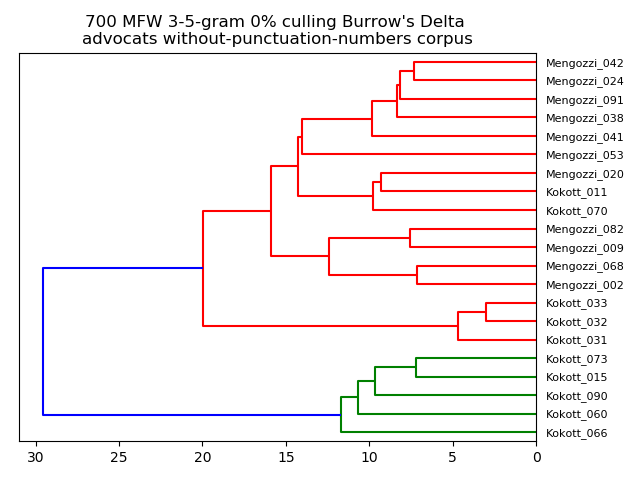 700 MFW 3-5-gram 0% culling Burrow's Delta
advocats without-punctuation-numbers corpus
Mengozzi_042
Mengozzi_024
Mengozzi_091
Mengozzi_038
Mengozzi_041
Mengozzi_053
Mengozzi_020
Kokott_011
Kokott_070
Mengozzi_082
Mengozzi_009
Mengozzi_068
Mengozzi_002
Kokott_033
Kokott_032
Kokott_031
Kokott_073
Kokott_015
Kokott_090
Kokott_060
Kokott_066
30 25 20 15 10 5 0